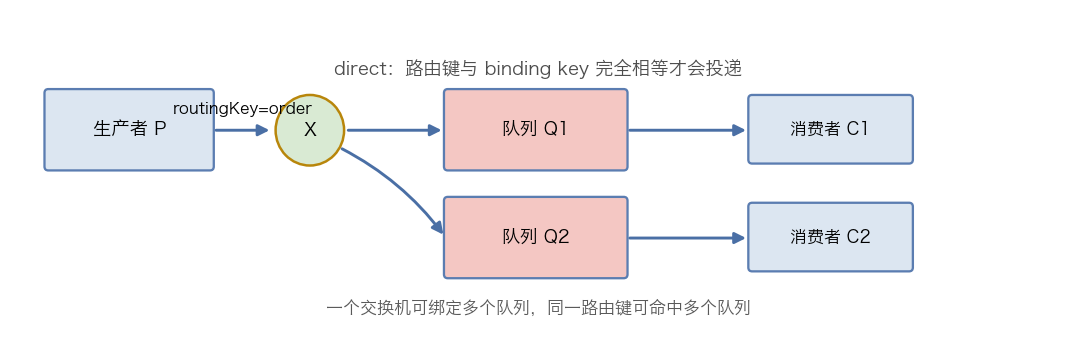 direct：路由键与 binding key 完全相等才会投递
routingKey=order
生产者 P
X
队列 Q1
消费者 C1
队列 Q2
消费者 C2
一个交换机可绑定多个队列，同一路由键可命中多个队列